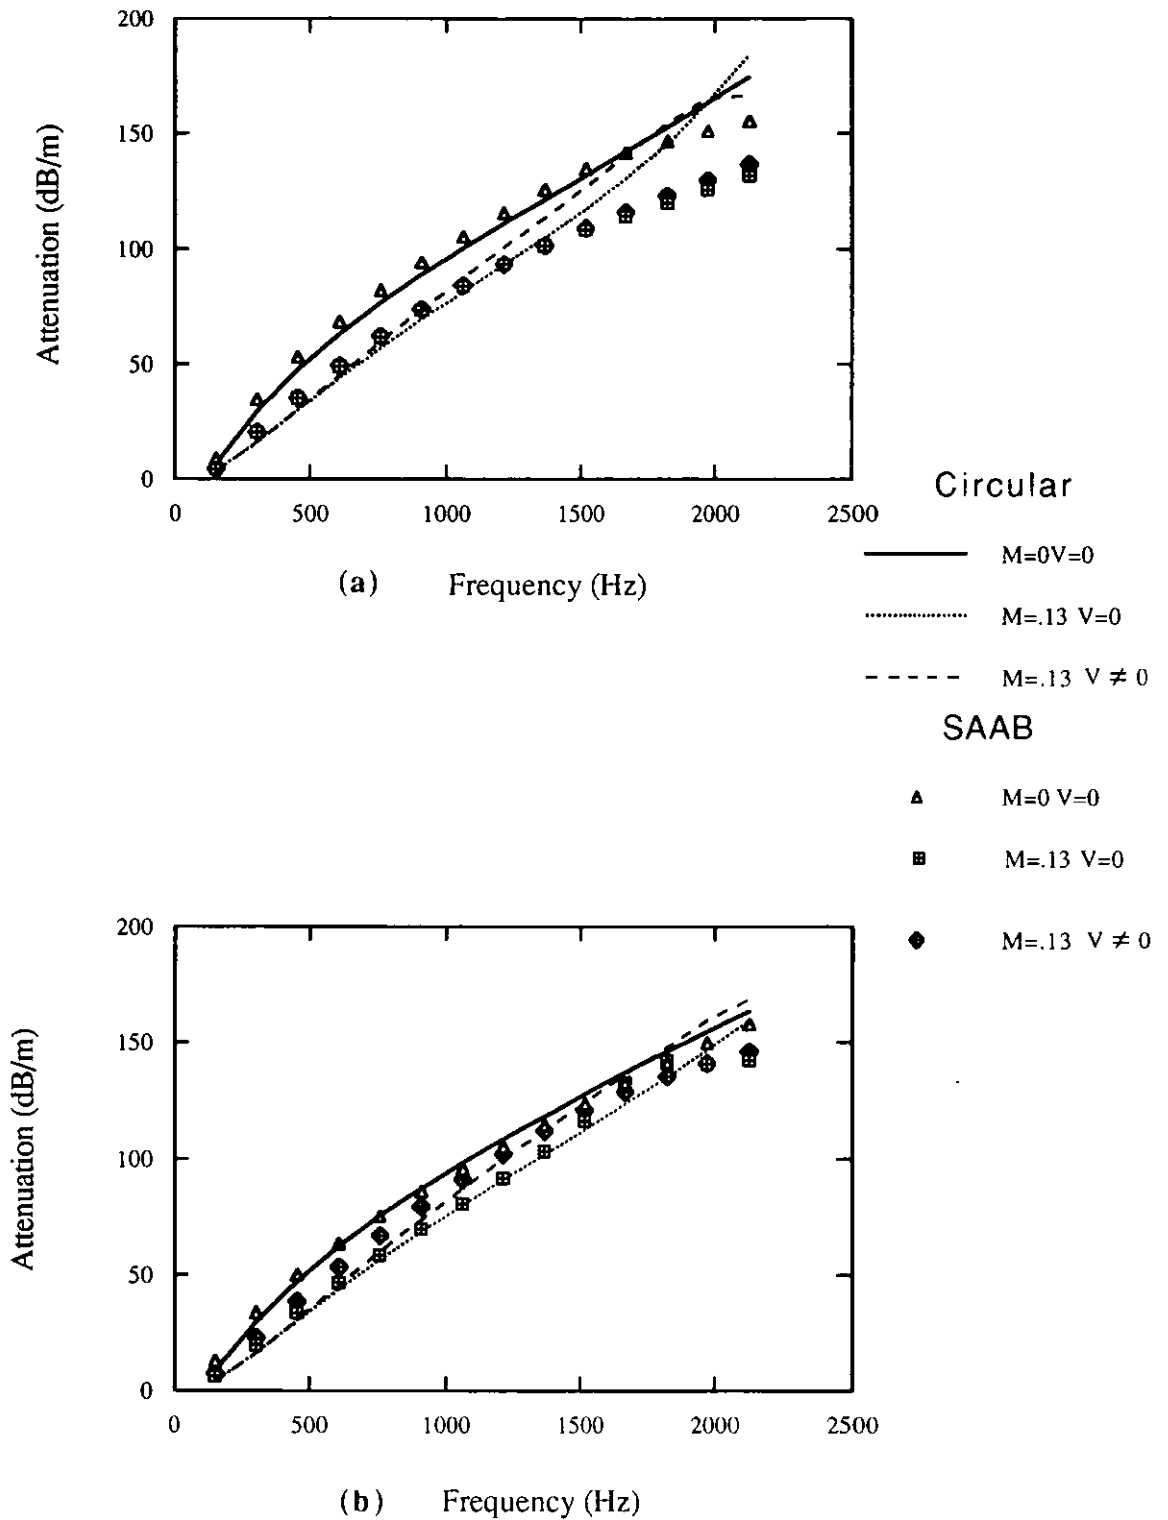 200
150
100
50
0
Attenuation (dB/m)
0 500 1000 1500 2000 2500
(a) Frequency (Hz)
Circular
M=0V=0
M=.13 V=0
M=.13 V ≠ 0
SAAB
M=0 V=0
M=.13 V=0
M=.13 V ≠ 0
200
150
100
50
0
Attenuation (dB/m)
0 500 1000 1500 2000 2500
(b) Frequency (Hz)